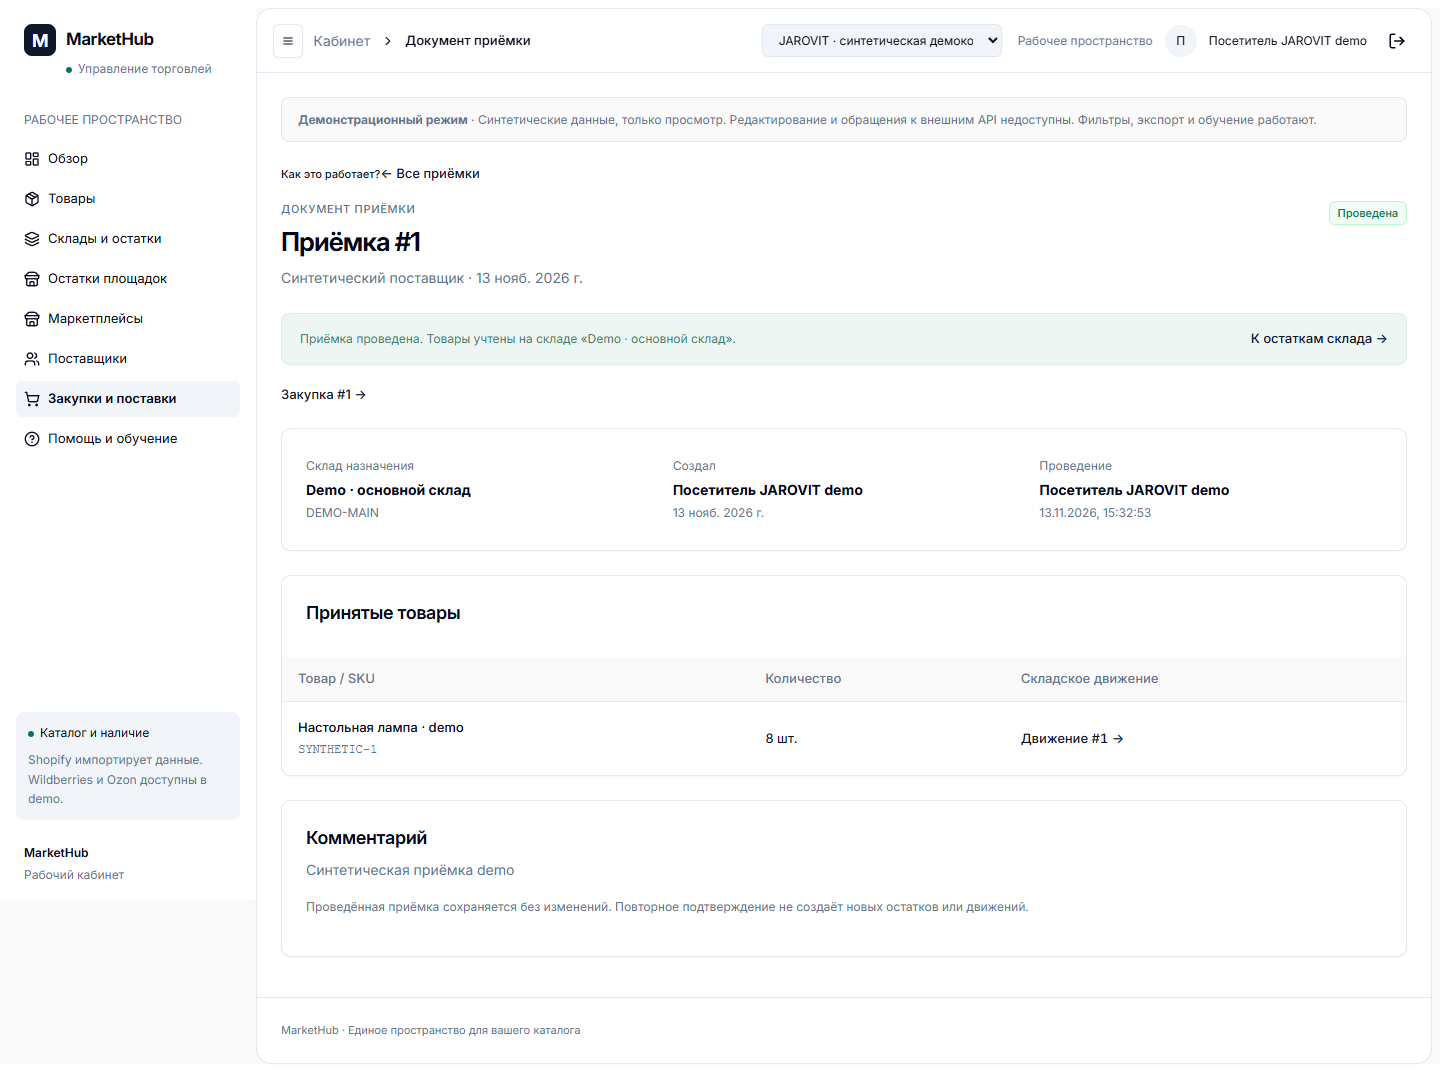 M MarketHub
Управление торговлей
РАБОЧЕЕ ПРОСТРАНСТВО
Обзор
Товары
Склады и остатки
Остатки площадок
Маркетплейсы
Поставщики
Закупки и поставки
Помощь и обучение
Каталог и наличие
Shopify импортирует данные.
Wildberries и Ozon доступны в
demo.
MarketHub
Рабочий кабинет
Кабинет > Документ приёмки
JAROVIT · синтетическая демоко
Рабочее пространство
П
Посетитель JAROVIT demo
Демонстрационный режим · Синтетические данные, только просмотр. Редактирование и обращения к внешним API недоступны. Фильтры, экспорт и обучение работают.
Как это работает?← Все приёмки
ДОКУМЕНТ ПРИЁМКИ
Проведена
Приёмка #1
Синтетический поставщик · 13 нояб. 2026 г.
Приёмка проведена. Товары учтены на складе «Demo · основной склад».
К остаткам склада →
Закупка #1 →
Склад назначения
Demo · основной склад
DEMO-MAIN
Создал
Посетитель JAROVIT demo
13 нояб. 2026 г.
Проведение
Посетитель JAROVIT demo
13.11.2026, 15:32:53
Принятые товары
Товар / SKU Количество Складское движение
Настольная лампа · demo
SYNTHETIC-1
8 шт.
Движение #1 →
Комментарий
Синтетическая приёмка demo
Проведённая приёмка сохраняется без изменений. Повторное подтверждение не создаёт новых остатков или движений.
MarketHub · Единое пространство для вашего каталога